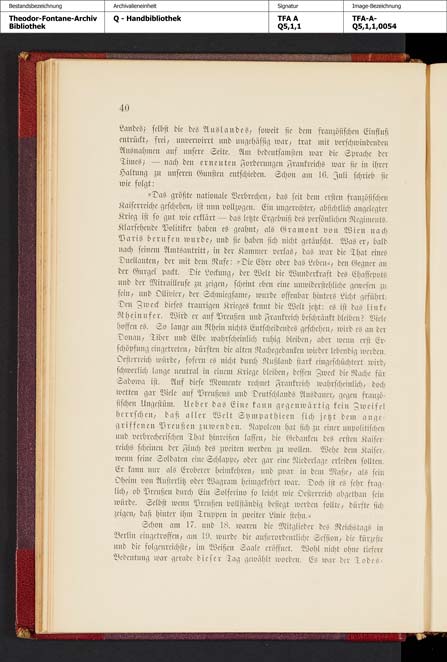 Bestandsbezeichnung
Archivalieneinheit
Signatur
Image-Bezeichnung
Theodor-Fontane-Archiv
Bibliothek
Q - Handbibliothek
TFA A
Q5,1,1
TFA-A-
Q5,1,1,0054
40
Landes; selbst die des Auslandes, soweit sie dem französischen Einfluß
entrückt, frei, unverwirrt und ungehässig war, trat mit verschwindenden
Ausnahmen auf unsere Seite. Am bedeutsamsten war die Sprache der
Times; — nach den erneuten Forderungen Frankreichs war sie in ihrer
Haltung zu unseren Gunsten entschieden. Schon am 16. Juli schrieb sie
wie folgt:
»Das größte nationale Verbrechen, das seit dem ersten französischen
Kaiserreiche geschehen, ist nun vollzogen. Ein ungerechter, absichtlich angelegter
Krieg ist so gut wie erklärt — das letzte Ergebniß des persönlichen Regiments.
Klarsehende Politiker haben es geahnt, als Gramont von Wien nach
Paris berufen wurde, und sie haben sich nicht getäuscht. Was er, bald
nach seinem Amtsantritt, in der Kammer verlas, das war die That eines
Duellanten, der mit dem Rufe: »Die Ehre oder das Leben«, den Gegner an
der Gurgel packt. Die Lockung, der Welt die Wunderkraft des Chassepots
und der Mitrailleuse zu zeigen, scheint eben eine unwiderstehliche gewesen zu
sein, und Ollivier, der Schmiegsame, wurde offenbar hinters Licht geführt.
Den Zweck dieses traurigen Krieges kennt die Welt jetzt: es ist das linke
Rheinufer. Wird er auf Preußen und Frankreich beschränkt bleiben? Viele
hoffen es. So lange am Rhein nichts Entscheidendes geschehen, wird es an der
Donau, Tiber und Elbe wahrscheinlich ruhig bleiben, aber wenn erst Er-
schöpfung eingetreten, dürften die alten Rachegedanken wieder lebendig werden.
Oesterreich würde, sofern es nicht durch Rußland stark eingeschüchtert wird,
schwerlich lange neutral in einem Kriege bleiben, dessen Zweck die Rache für
Sadowa ist. Auf diese Momente rechnet Frankreich wahrscheinlich, doch
wetten gar Viele auf Preußens und Deutschlands Ausdauer, gegen franzö-
sischen Ungestüm. Ueber das Eine kann gegenwärtig kein Zweifel
herrschen, daß aller Welt Sympathieen sich jetzt dem ange-
griffenen Preußen zuwenden. Napoleon hat sich zu einer unpolitischen
und verbrecherischen That hinreißen lassen, die Gedanken des ersten Kaiser-
reichs scheinen der Fluch des zweiten werden zu wollen. Wehe dem Kaiser,
wenn seine Soldaten eine Schlappe, oder gar eine Niederlage erleiden sollten.
Er kann nur als Eroberer heimkehren, und zwar in dem Maße, als sein
Oheim von Austerlitz oder Wagram heimgekehrt war. Doch ist es sehr frag-
lich, ob Preußen durch Ein Solferino so leicht wie Oesterreich abgethan sein
würde. Selbst wenn Preußen vollständig besiegt werden sollte, dürfte sich
zeigen, daß hinter ihm Truppen in zweiter Linie stehn.«
Schon am 17. und 18. waren die Mitglieder des Reichstags in
Berlin eingetroffen, am 19. wurde die außerordentliche Session, die kürzeste
und die folgenreichste, im Weißen Saale eröffnet. Wohl nicht ohne tiefere
Bedeutung war gerade dieser Tag gewählt worden. Es war der Todes-